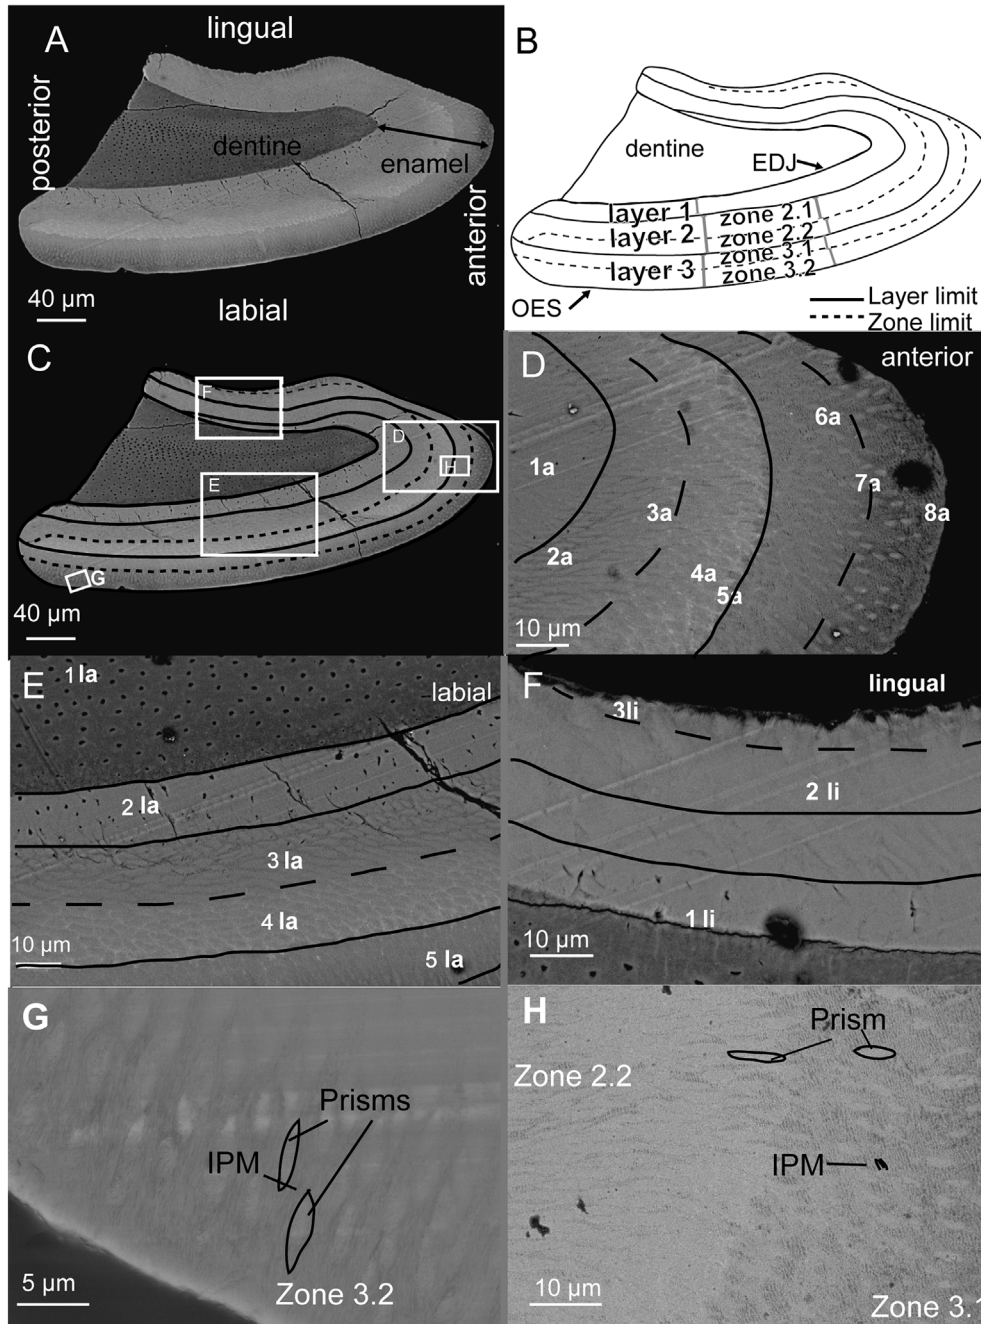 A
lingual
posterior
dentine
enamel
anterior
40 µm
labial
B
dentine
EDJ
layer 1
zone 2.1
layer 2
zone 2.2
zone 3.1
layer 3
zone 3.2
OES
Layer limit
Zone limit
C
F
D
H
E
G
40 µm
D
anterior
6a
1a
7a
3a
8a
2a
4a
5a
10 µm
E
1 la
labial
2 la
3 la
4 la
10 µm
5 la
F
lingual
3li
2 li
1 li
10 µm
G
Prisms
IPM
5 µm
Zone 3.2
H
Prism
Zone 2.2
IPM
10 µm
Zone 3.1